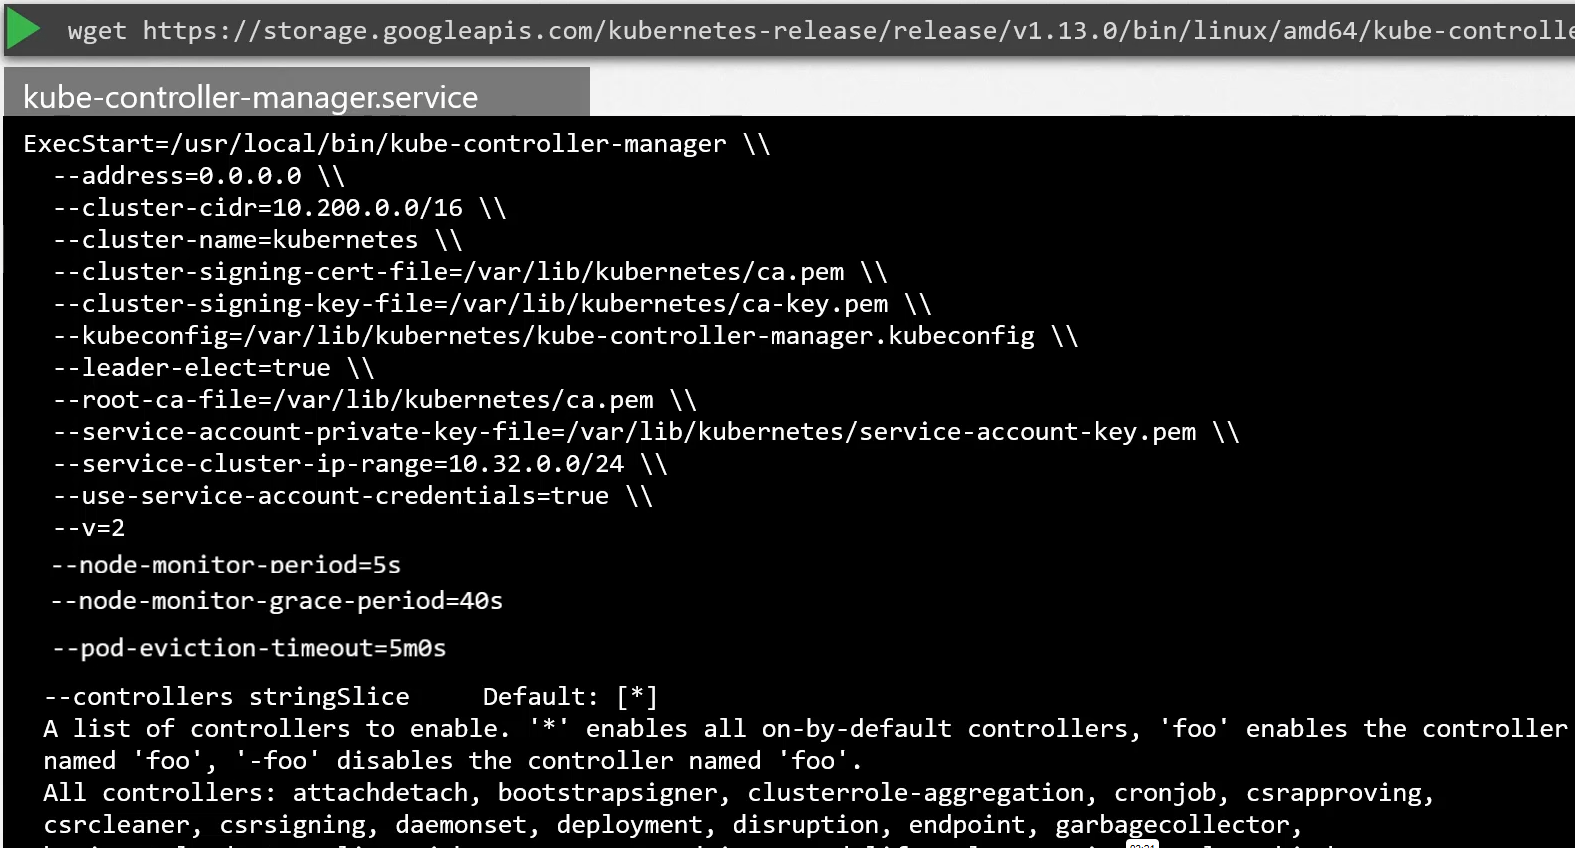 wget https://storage.googleapis.com/kubernetes-release/release/v1.13.0/bin/linux/amd64/kube-controlle
kube-controller-manager.service
ExecStart=/usr/local/bin/kube-controller-manager \\
--address=0.0.0.0 \\
--cluster-cidr=10.200.0.0/16 \\
--cluster-name=kubernetes \\
--cluster-signing-cert-file=/var/lib/kubernetes/ca.pem \\
--cluster-signing-key-file=/var/lib/kubernetes/ca-key.pem \\
--kubeconfig=/var/lib/kubernetes/kube-controller-manager.kubeconfig \\
--leader-elect=true \\
--root-ca-file=/var/lib/kubernetes/ca.pem \\
--service-account-private-key-file=/var/lib/kubernetes/service-account-key.pem \\
--service-cluster-ip-range=10.32.0.0/24 \\
--use-service-account-credentials=true \\
--v=2
--node-monitor-period=5s
--node-monitor-grace-period=40s
--pod-eviction-timeout=5m0s
--controllers stringSlice     Default: [*]
A list of controllers to enable. '*' enables all on-by-default controllers, 'foo' enables the controller
named 'foo', '-foo' disables the controller named 'foo'.
All controllers: attachdetach, bootstrapsigner, clusterrole-aggregation, cronjob, csrapproving,
csrcleaner, csrsigning, daemonset, deployment, disruption, endpoint, garbagecollector,